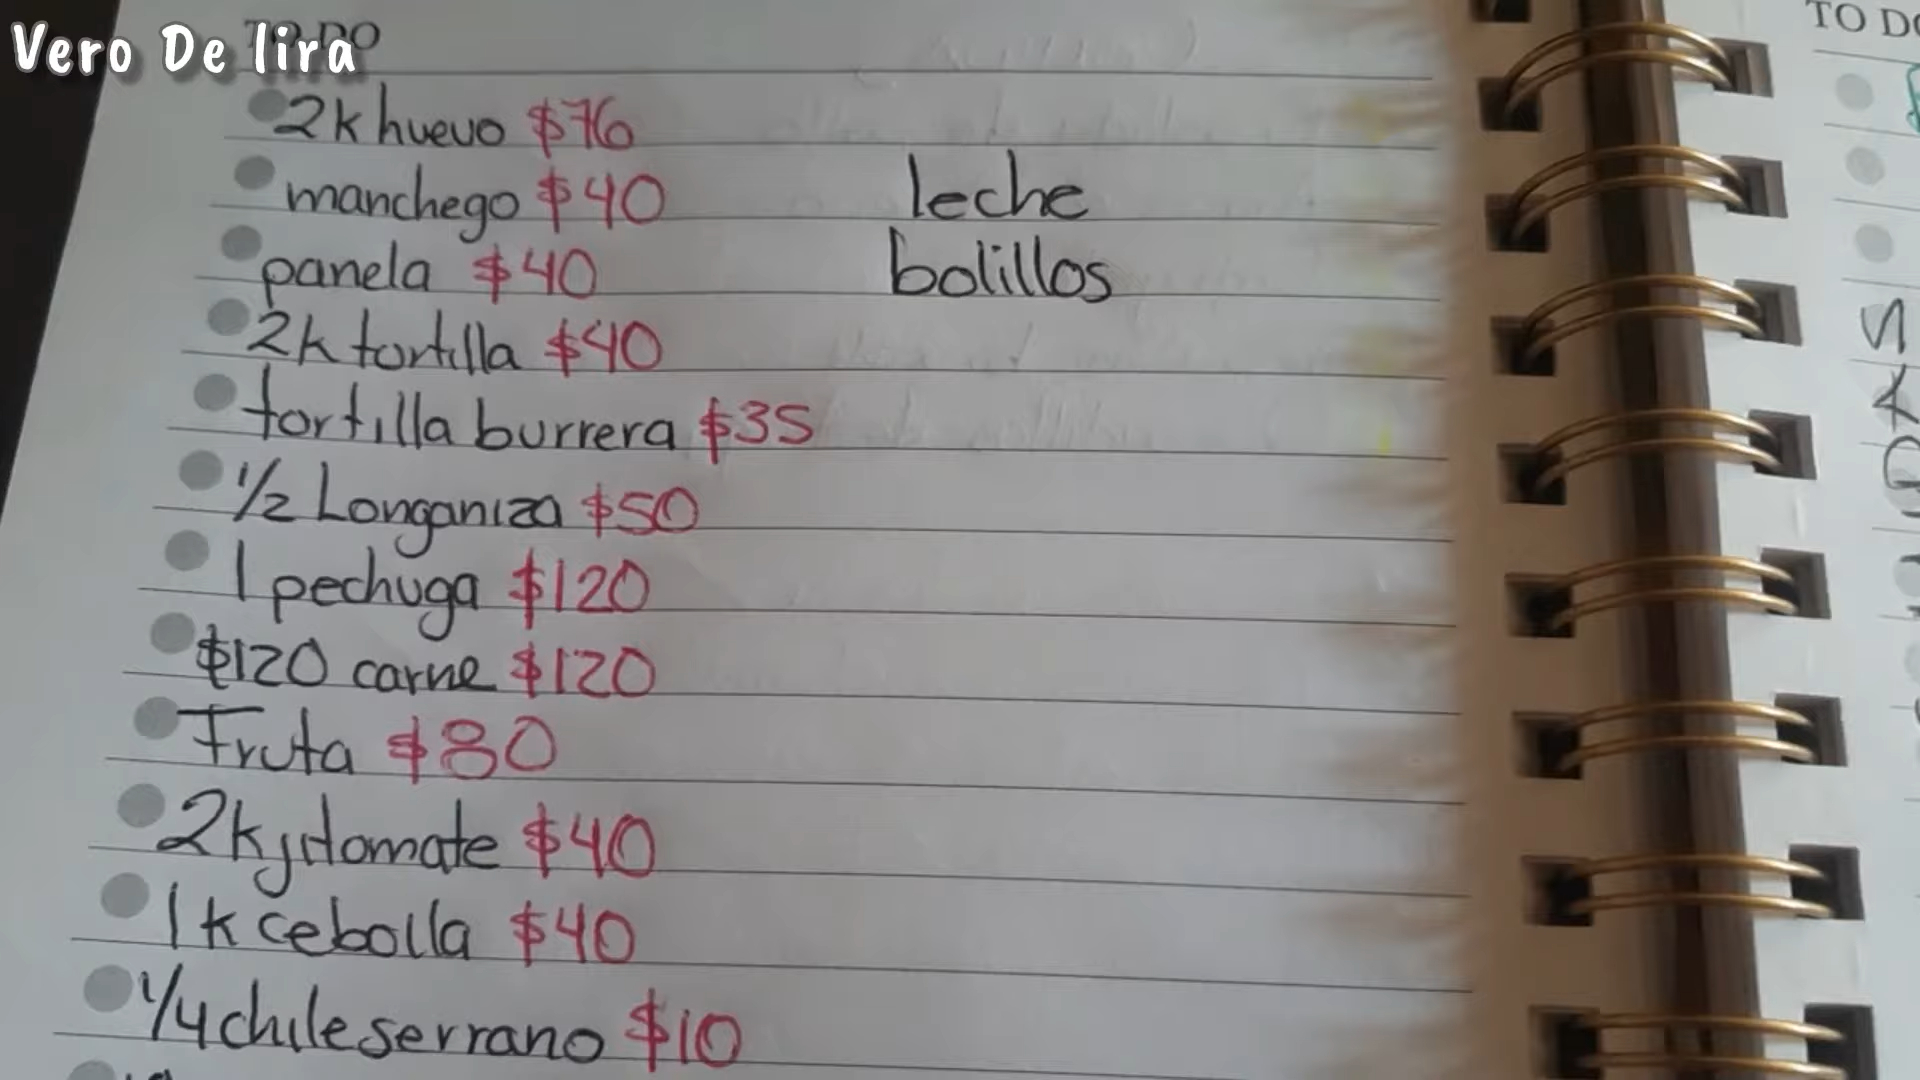 Vero De lira
TO DO
2k huevo $76
manchego $40
panela $40
2k tortilla $40
tortilla burrera $35
1/2 Longaniza $50
1 pechuga $120
$120 carne $120
Fruta $80
2k jitomate $40
1k cebolla $40
1/4 chile serrano $10
leche
bolillos
TO DO